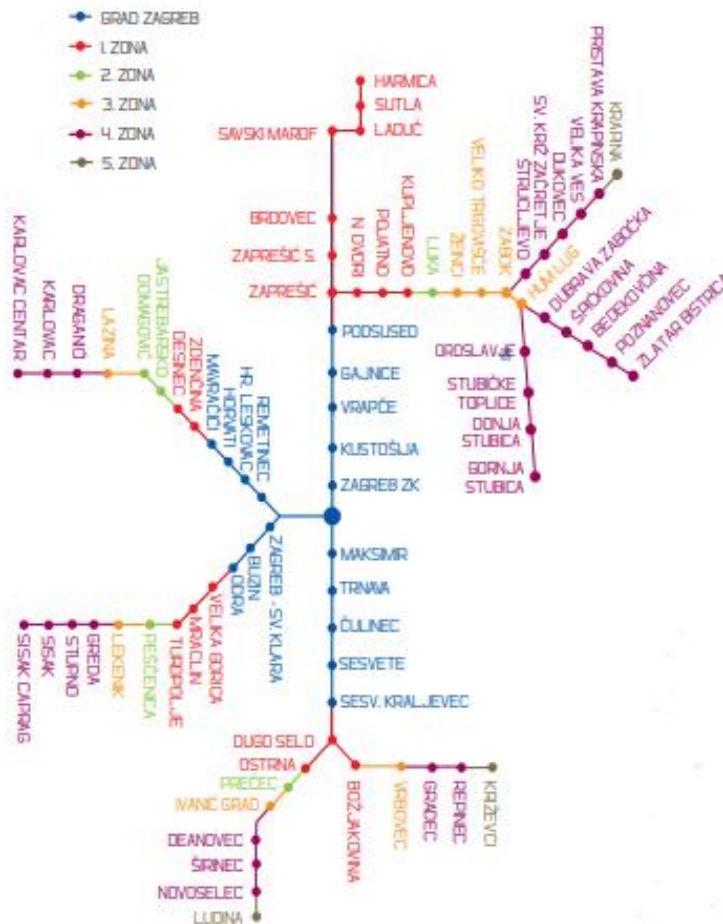 GRAD ZAGREB
1. ZONA
2. ZONA
3. ZONA
4. ZONA
5. ZONA
HARMICA
SUTLA
LADUČ
SAVSKI MAROF
BRDOVEC
ZAPREŠIĆ S.
ZAPREŠIĆ
N. DVORI
POJATNO
KUPLJENOVO
LUKA
ŽEINCI
VELIKO TRGOVIŠĆE
ZABOK
ŠTRUCLJEVO
SV. KRIŽ ZAČRETJE
DUKOVEC
VELIKA VES
PRISTAVA KRAPINSKA
KRAPINA
HUM LUG
DUBRAVA ZABOČKA
ŠPIČKOVINA
BEDEKOVČINA
POZNANOVEC
ZLATAR BISTRICA
OROSLAVJE
STUBIČKE
TOPLICE
DONJA
STUBICA
GORNJA
STUBICA
PODSUSED
GAJNICE
VRAPČE
KUSTOŠIJA
ZAGREB ZK
MAKSIMIR
TRNAVA
ČULINEC
SESVETE
SESV. KRALJEVEC
KARLOVAC CENTAR
KARLOVAC
DRAGANIĆ
LAZINA
DOMAGOVIĆ
JASTREBARSKO
DESINEC
ZDENČINA
MAVRAČIĆI
HORVATI
HR. LESKOVAC
REMETINEC
ZAGREB - SV. KLARA
BUZIN
ODRA
VELIKA GORICA
MRACLIN
TUROPOLJE
PEŠĆENICA
LEKENIK
GREDA
STUPNO
SISAK
SISAK CAPRAG
DUGO SELO
OSTRNA
PREČEC
IVANIĆ GRAD
DEANOVEC
ŠIRINEC
NOVOSELEC
LUDINA
BOŽJAKOVINA
VRBOVEC
GRADEC
REPINEC
KRIŽEVCI